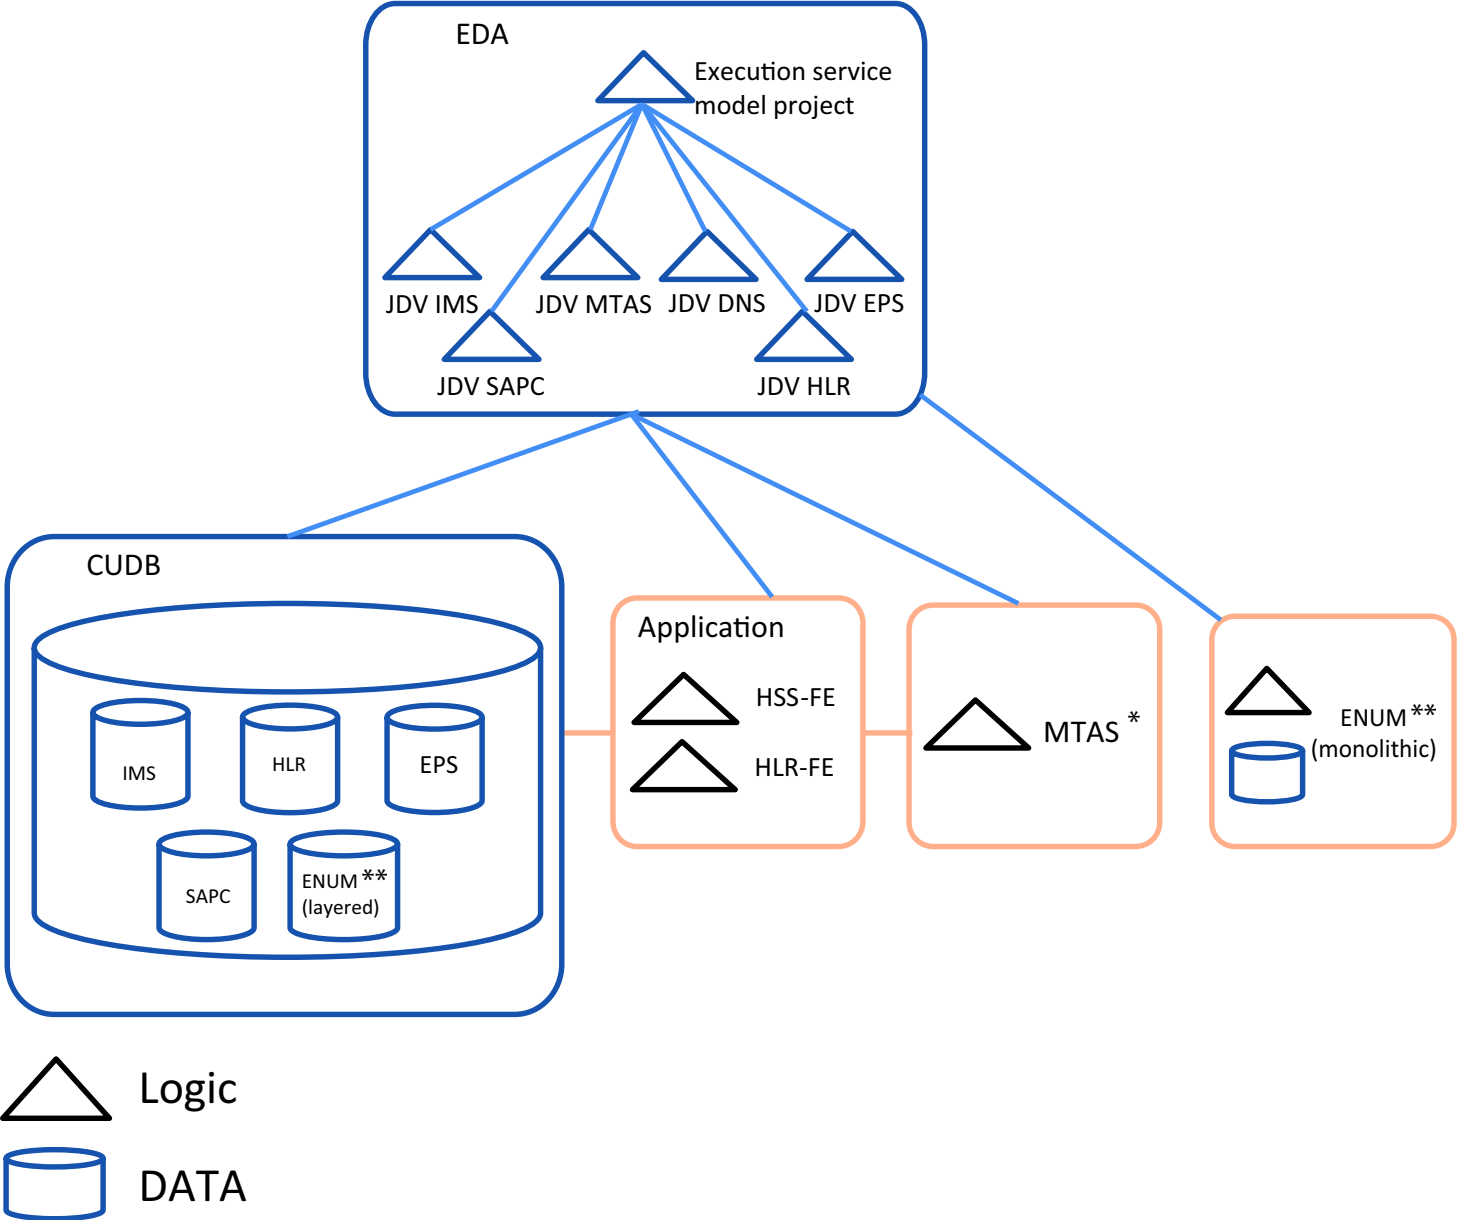 EDA
Execution service
model project
JDV IMS
JDV MTAS
JDV DNS
JDV EPS
JDV SAPC
JDV HLR
CUDB
IMS
HLR
EPS
SAPC
ENUM**
(layered)
Application
HSS-FE
HLR-FE
MTAS *
ENUM**
(monolithic)
Logic
DATA